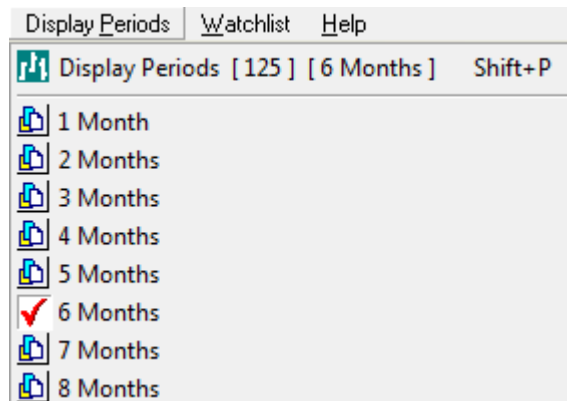 Display Periods Watchlist Help
Display Periods [ 125 ] [ 6 Months ] Shift+P
1 Month
2 Months
3 Months
4 Months
5 Months
6 Months
7 Months
8 Months